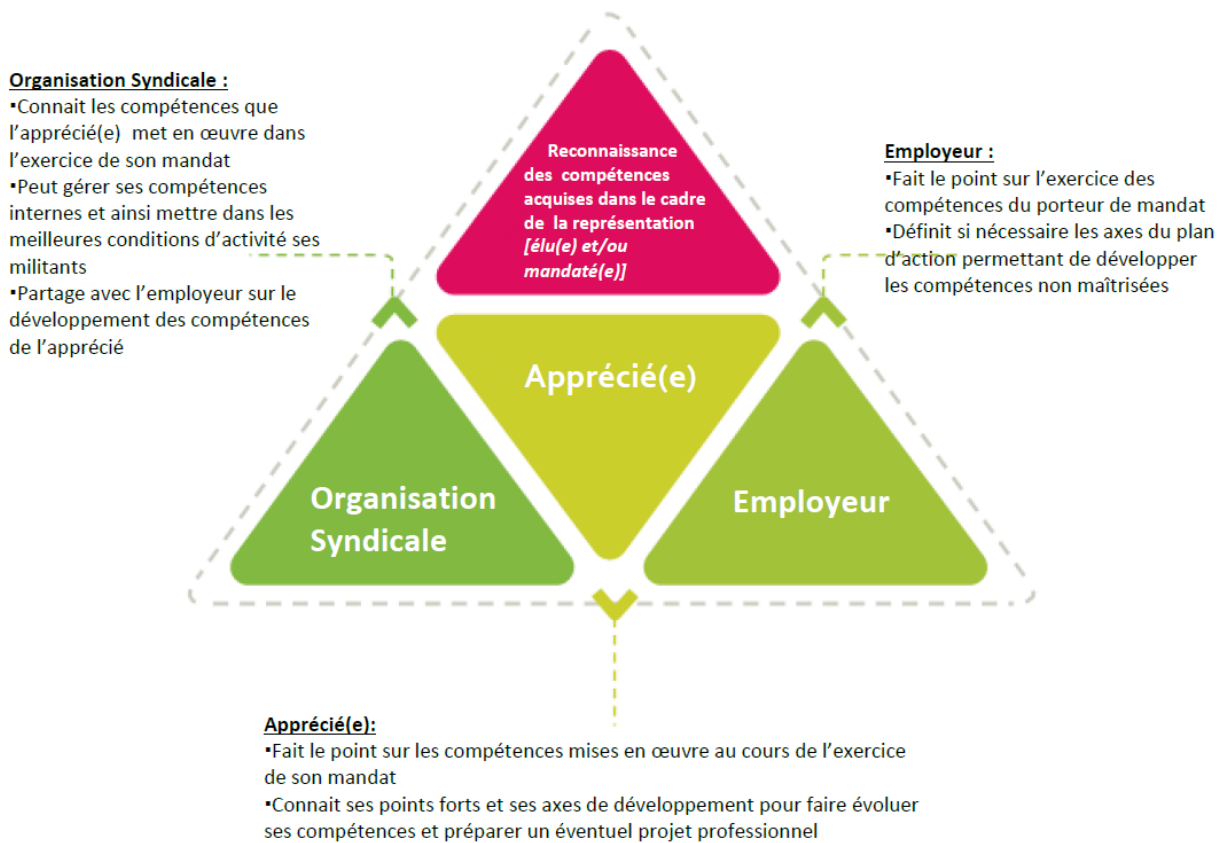 Organisation Syndicale :
▪Connait les compétences que
l’apprécié(e)  met en œuvre dans
l’exercice de son mandat
▪Peut gérer ses compétences
internes et ainsi mettre dans les
meilleures conditions d’activité ses
militants
▪Partage avec l’employeur sur le
développement des compétences
de l’apprécié
Reconnaissance
des  compétences
acquises dans le cadre
de  la représentation
[élu(e) et/ou
mandaté(e)]
Employeur :
▪Fait le point sur l’exercice des
compétences du porteur de mandat
▪Définit si nécessaire les axes du plan
d’action permettant de développer
les compétences non maîtrisées
Apprécié(e)
Organisation
Syndicale
Employeur
Apprécié(e):
▪Fait le point sur les compétences mises en œuvre au cours de l’exercice
de son mandat
▪Connait ses points forts et ses axes de développement pour faire évoluer
ses compétences et préparer un éventuel projet professionnel